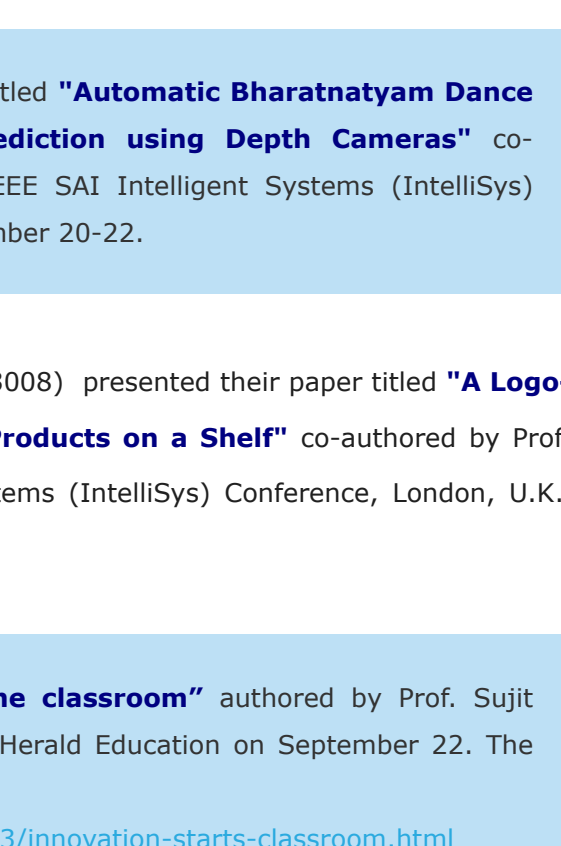 tled "Automatic Bharatnatyam Dance
ediction using Depth Cameras" co-
EEE SAI Intelligent Systems (IntelliSys)
nber 20-22.
3008) presented their paper titled "A Logo-
Products on a Shelf" co-authored by Prof
tems (IntelliSys) Conference, London, U.K.
ne classroom” authored by Prof. Sujit
Herald Education on September 22. The
3/innovation-starts-classroom.html